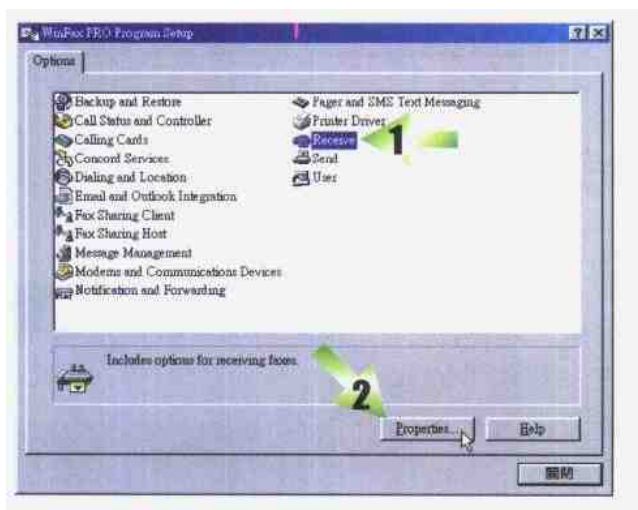 WinFax PRO Program Setup
Options
Backup and Restore
Call Status and Controller
Calling Cards
Concord Services
Dialing and Location
Email and Outlook Integration
Fax Sharing Client
Fax Sharing Host
Message Management
Modems and Communications Devices
Notification and Forwarding
Pager and SMS Text Messaging
Printer Driver
Receive
Send
User
1
Includes options for receiving faxes.
2
Properties...
Help
關閉